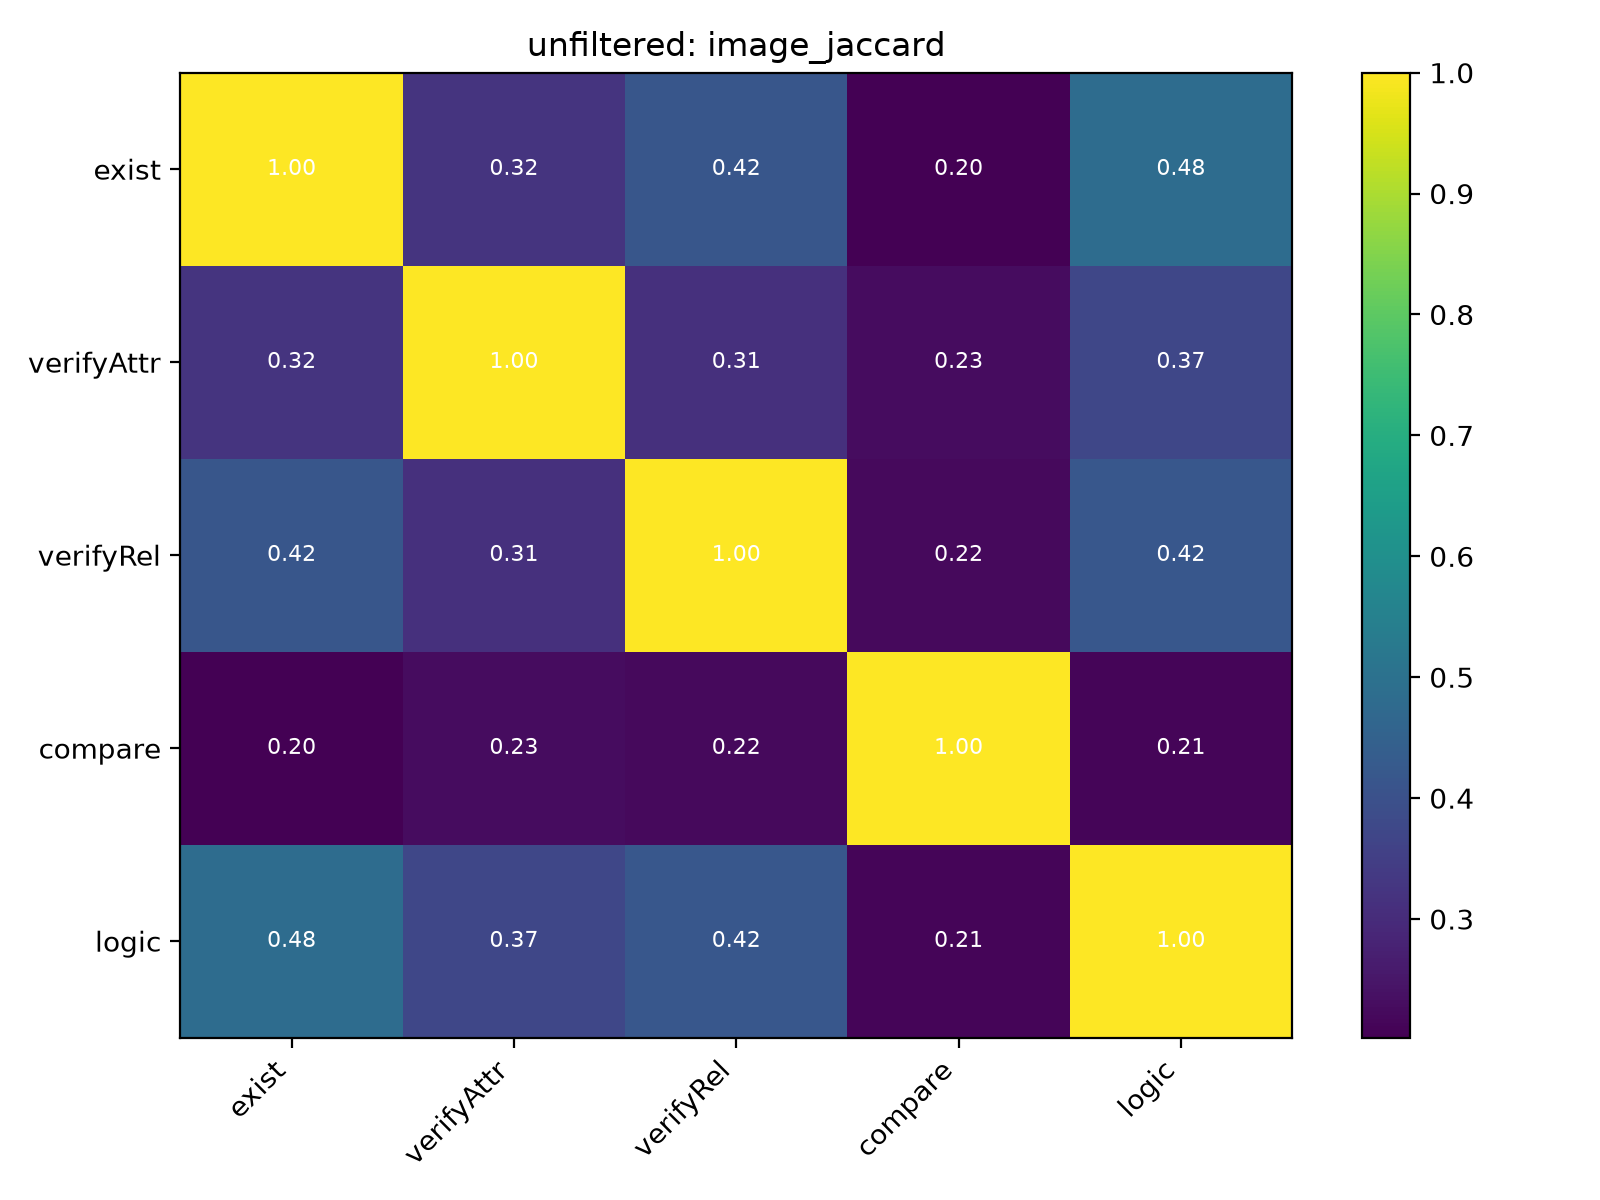 unfiltered: image_jaccard
exist 1.00 0.32 0.42 0.20 0.48
verifyAttr 0.32 1.00 0.31 0.23 0.37
verifyRel 0.42 0.31 1.00 0.22 0.42
compare 0.20 0.23 0.22 1.00 0.21
logic 0.48 0.37 0.42 0.21 1.00
exist verifyAttr verifyRel compare logic
1.0
0.9
0.8
0.7
0.6
0.5
0.4
0.3